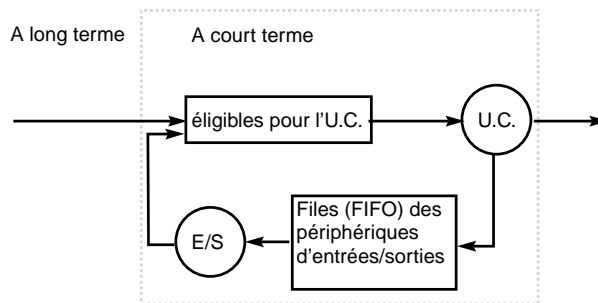 A long terme
A court terme
éligibles pour l'U.C.
U.C.
Files (FIFO) des
périphériques
d'entrées/sorties
E/S